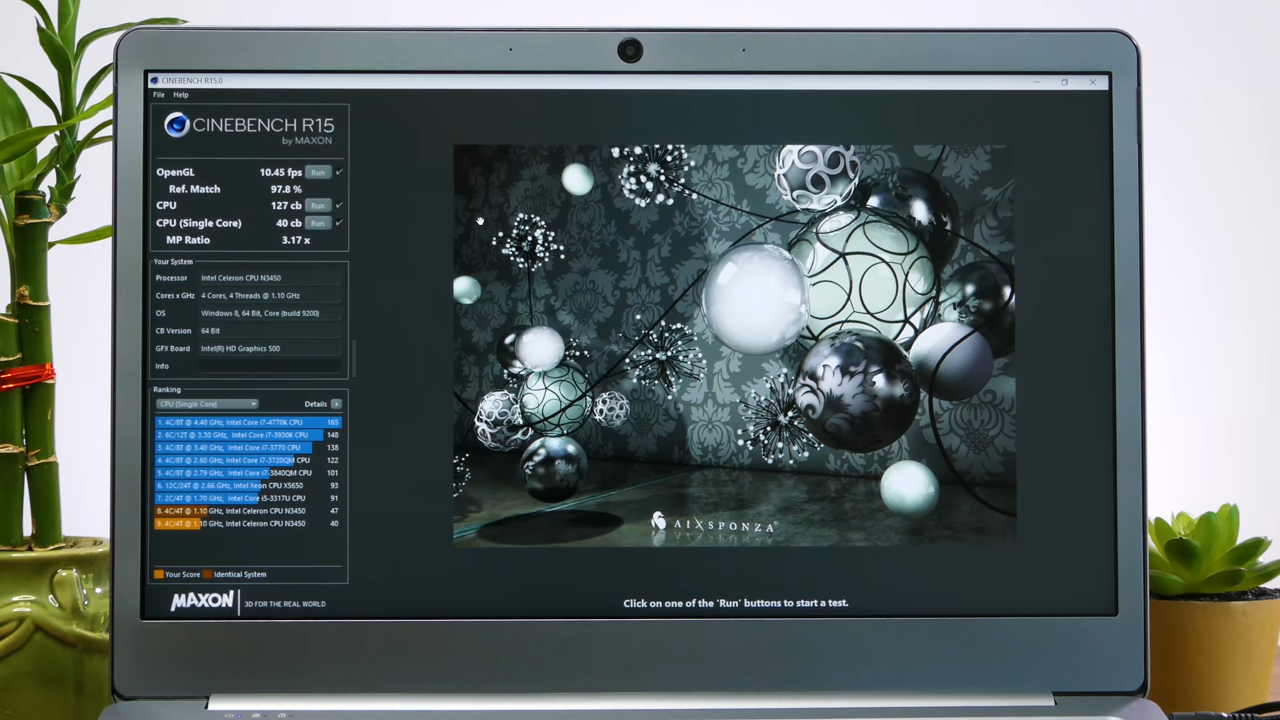 CINEBENCH R15.0
File Help
CINEBENCH R15
by MAXON
OpenGL 10.45 fps Run
Ref. Match 97.8 %
CPU 127 cb Run
CPU (Single Core) 40 cb Run
MP Ratio 3.17 x
Your System
Processor Intel Celeron CPU N3450
Cores x GHz 4 Cores, 4 Threads @ 1.10 GHz
OS Windows 8, 64 Bit, Core (build 9200)
CB Version 64 Bit
GFX Board Intel(R) HD Graphics 500
Info
Ranking
CPU (Single Core) Details
1. 4C/8T @ 4.40 GHz, Intel Core i7-4770K CPU 165
2. 6C/12T @ 3.30 GHz, Intel Core i7-3930K CPU 148
3. 4C/8T @ 3.40 GHz, Intel Core i7-3770 CPU 138
4. 4C/8T @ 2.60 GHz, Intel Core i7-3720QM CPU 122
5. 4C/8T @ 2.79 GHz, Intel Core i7-3840QM CPU 101
6. 12C/24T @ 2.66 GHz, Intel Xeon CPU X5650 93
7. 2C/4T @ 1.70 GHz, Intel Core i5-3317U CPU 91
8. 4C/4T @ 1.10 GHz, Intel Celeron CPU N3450 47
9. 4C/4T @ 1.10 GHz, Intel Celeron CPU N3450 40
Your Score Identical System
MAXON 3D FOR THE REAL WORLD
AIXSPONZA
Click on one of the 'Run' buttons to start a test.